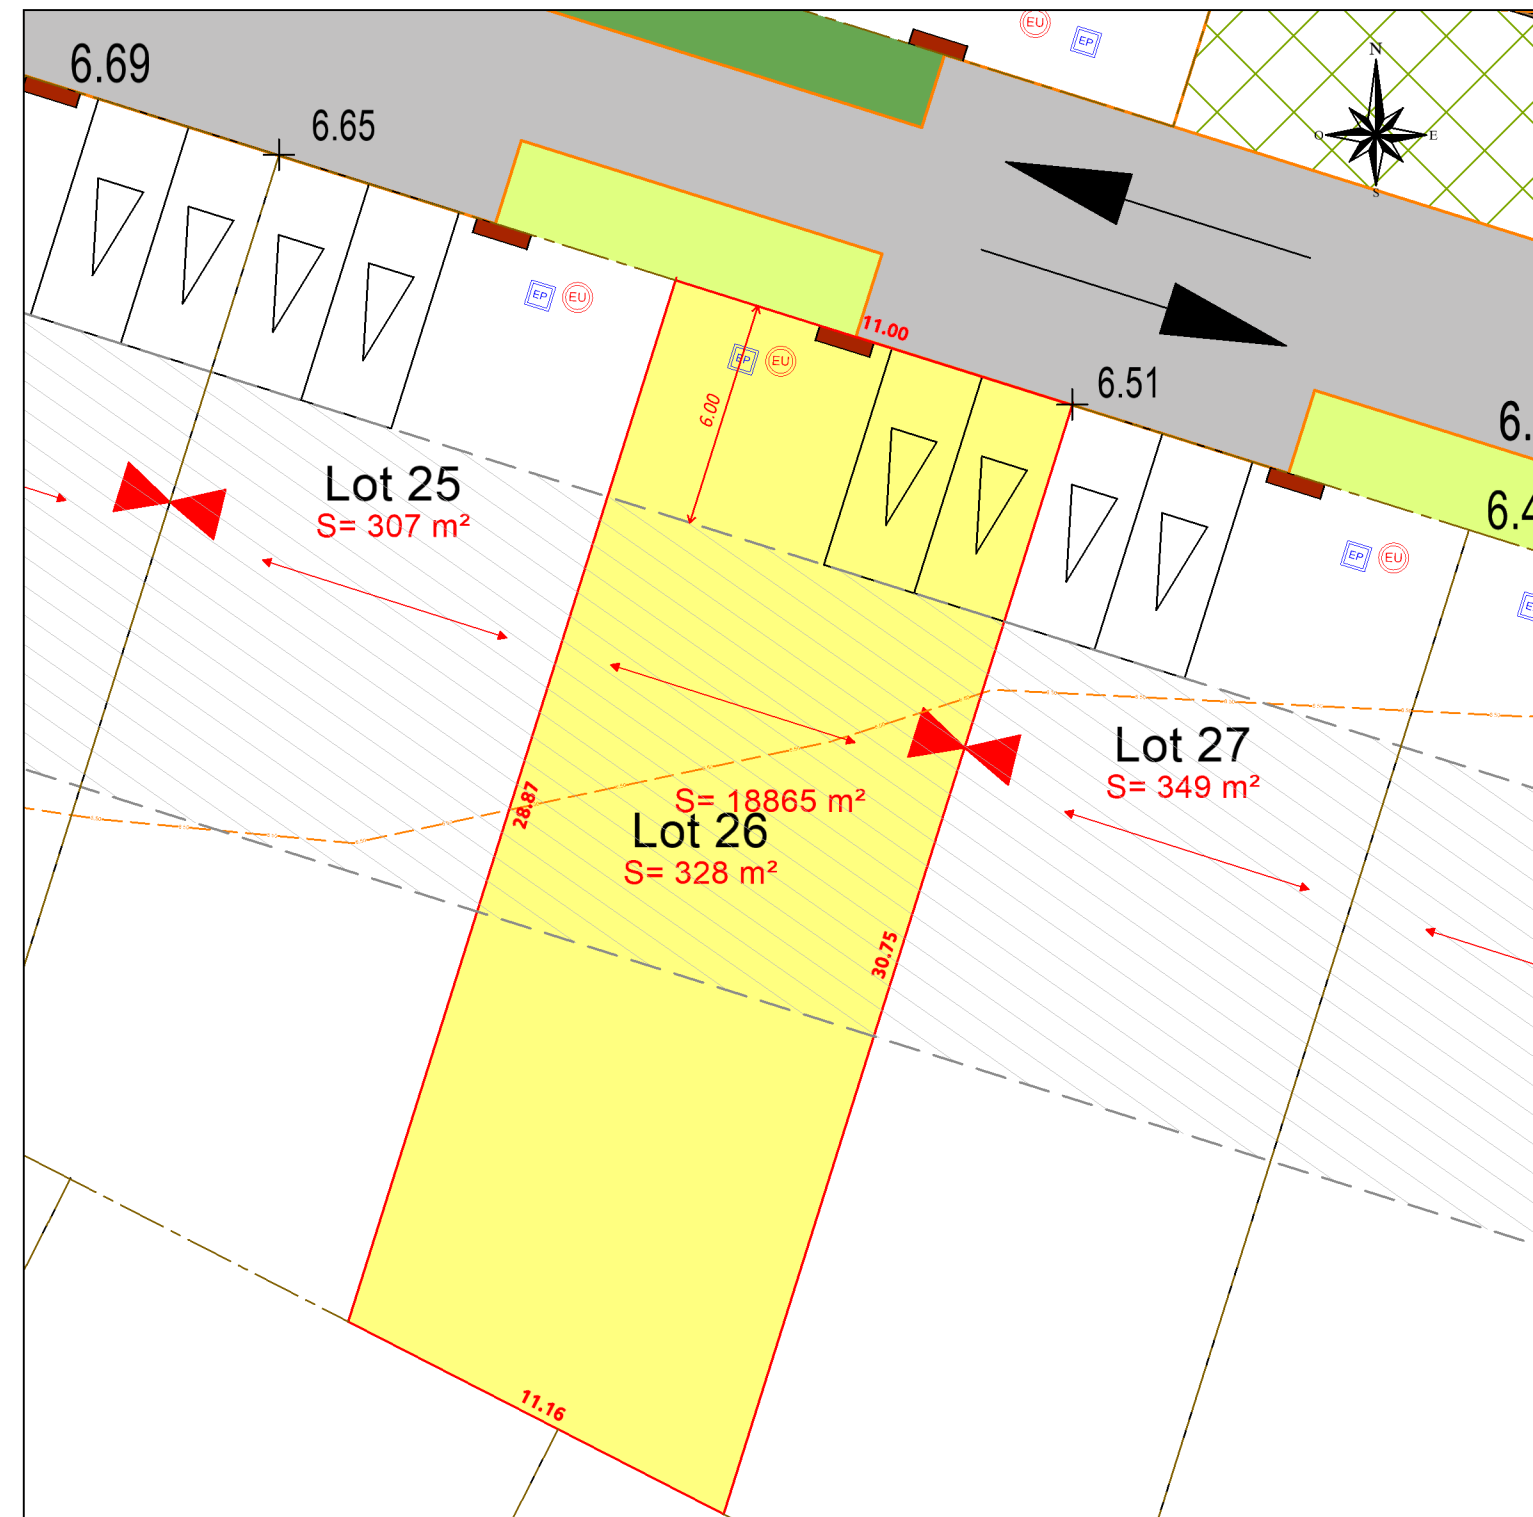 EU
EP
N
O
E
S
6.69
6.65
11.00
6.51
EP
EU
EP
EU
6.00
Lot 25
S= 307 m²
EP
EU
Lot 27
S= 349 m²
S= 18865 m²
Lot 26
S= 328 m²
28.87
30.75
11.16